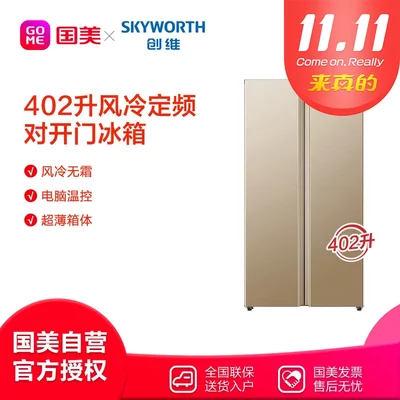 GOME
国美
×
SKYWORTH
创维
11.11
Come on. Really
来真的
402升风冷定频
对开门冰箱
风冷无霜
电脑温控
超薄箱体
402升
国美自营
官方授权
全国联保
送货入户
国美发票
售后无忧